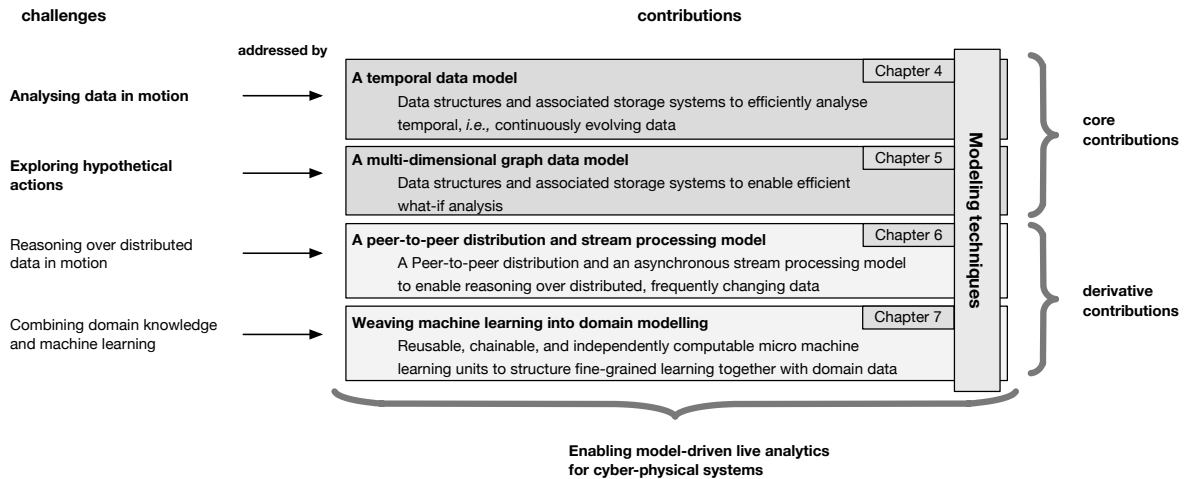 challenges
contributions
addressed by
Analysing data in motion
A temporal data model
Chapter 4
Data structures and associated storage systems to efficiently analyse
temporal, i.e., continuously evolving data
Exploring hypothetical
actions
A multi-dimensional graph data model
Chapter 5
Data structures and associated storage systems to enable efficient
what-if analysis
core
contributions
Modeling techniques
Reasoning over distributed
data in motion
A peer-to-peer distribution and stream processing model
Chapter 6
A Peer-to-peer distribution and an asynchronous stream processing model
to enable reasoning over distributed, frequently changing data
Combining domain knowledge
and machine learning
Weaving machine learning into domain modelling
Chapter 7
Reusable, chainable, and independently computable micro machine
learning units to structure fine-grained learning together with domain data
derivative
contributions
Enabling model-driven live analytics
for cyber-physical systems